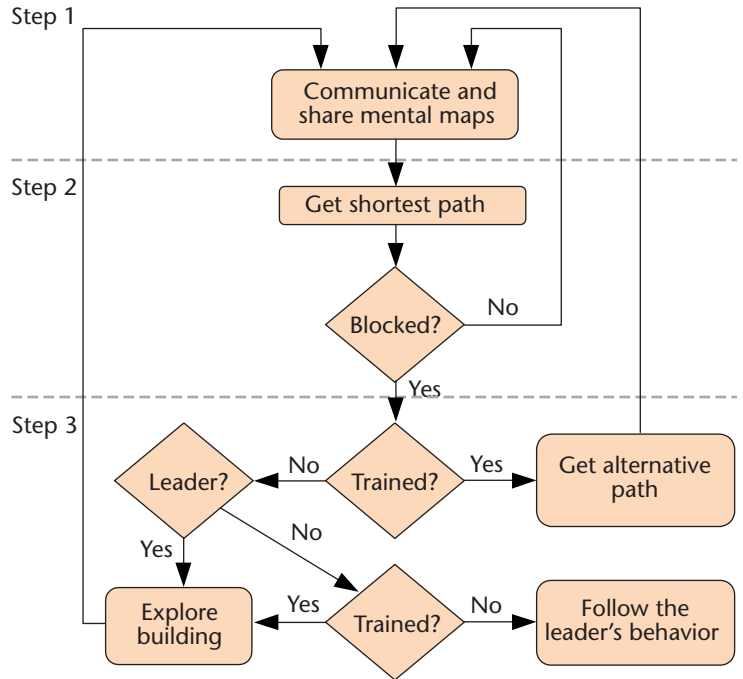 Step 1
Communicate and
share mental maps
Step 2
Get shortest path
Blocked?
No
Yes
Step 3
Leader?
No
Trained?
Yes
Get alternative
path
No
Yes
Explore
building
Yes
Trained?
No
Follow the
leader's behavior